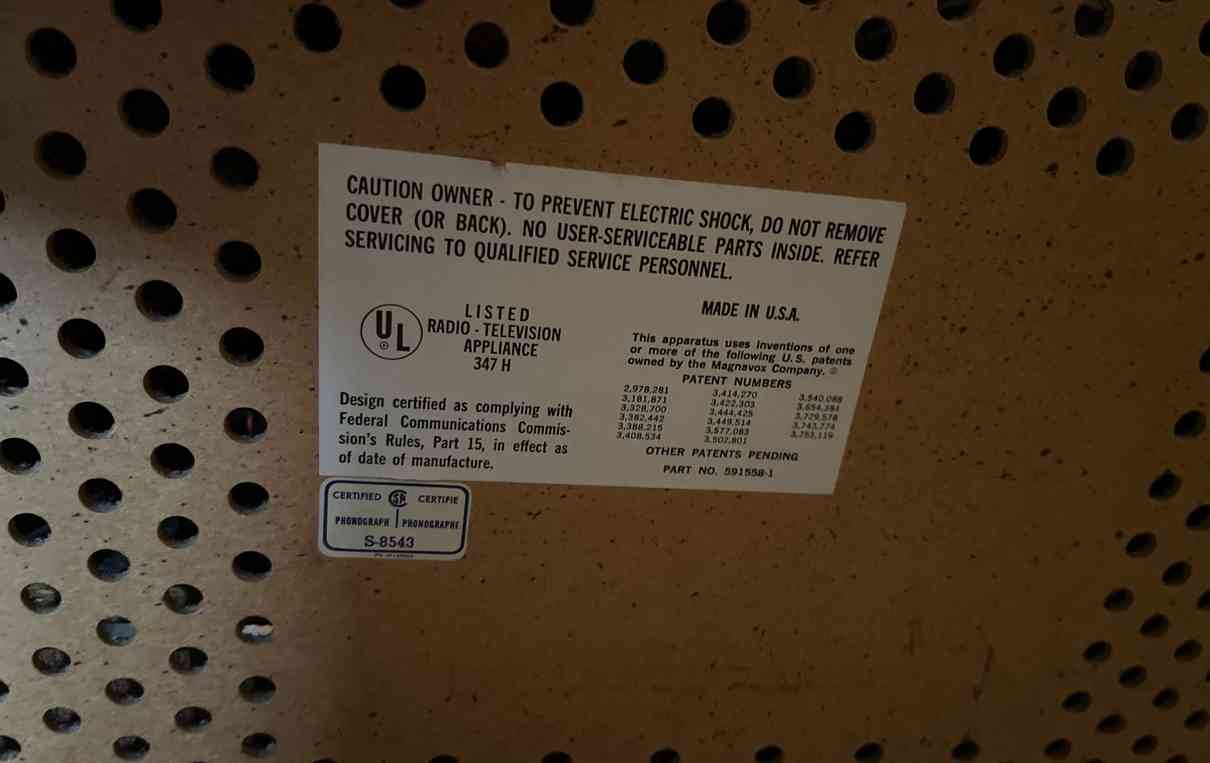 CAUTION OWNER - TO PREVENT ELECTRIC SHOCK, DO NOT REMOVE
COVER (OR BACK). NO USER-SERVICEABLE PARTS INSIDE. REFER
SERVICING TO QUALIFIED SERVICE PERSONNEL.
UL
LISTED
RADIO - TELEVISION
APPLIANCE
347 H
Design certified as complying with
Federal Communications Commis-
sion's Rules, Part 15, in effect as
of date of manufacture.
MADE IN U.S.A.
This apparatus uses inventions of one
or more of the following U.S. patents
owned by the Magnavox Company.
PATENT NUMBERS
2,978,281 3,414,270 3,540,088
3,181,871 3,422,303 3,654,384
3,328,700 3,444,425 3,729,578
3,382,442 3,449,514 3,743,774
3,388,215 3,577,083 3,753,119
3,408,534 3,502,801
OTHER PATENTS PENDING
PART NO. 591558-1
CERTIFIED SA CERTIFIE
PHONOGRAPH PHONOGRAPHE
S-8543